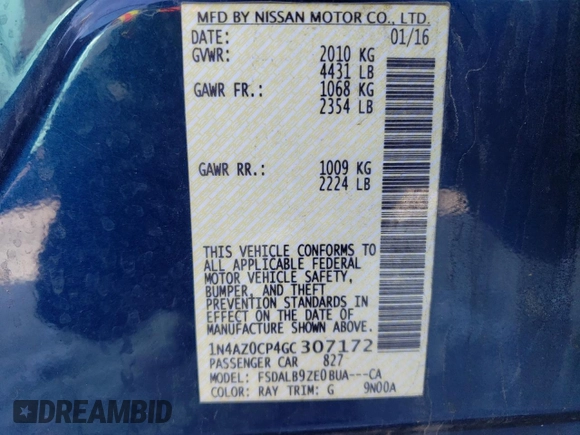 MFD BY NISSAN MOTOR CO., LTD.
DATE: 01/16
GVWR: 2010 KG
4431 LB
GAWR FR.: 1068 KG
2354 LB
GAWR RR.: 1009 KG
2224 LB
THIS VEHICLE CONFORMS TO
ALL APPLICABLE FEDERAL
MOTOR VEHICLE SAFETY,
BUMPER, AND THEFT
PREVENTION STANDARDS IN
EFFECT ON THE DATE OF
MANUFACTURE SHOWN ABOVE.
1N4AZ0CP4GC307172
PASSENGER CAR 827
MODEL: FSDALB9ZE0BUA---CA
COLOR: RAY TRIM: G 9N00A
DREAMBID